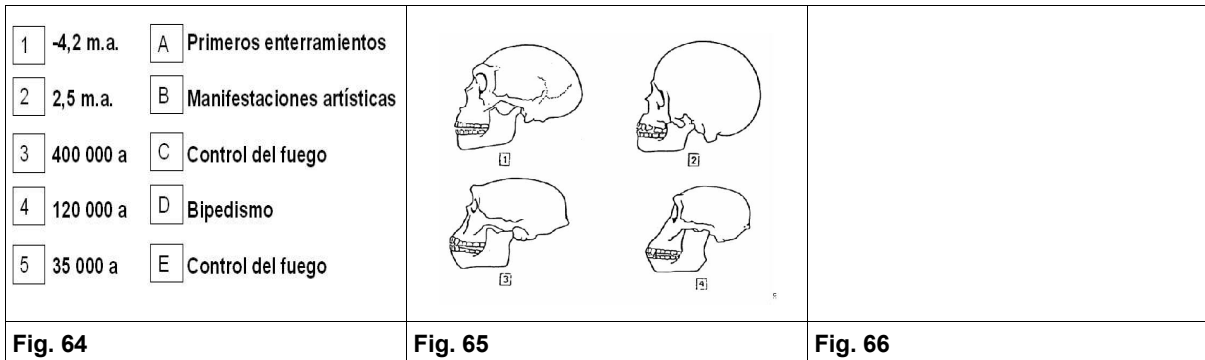 1 -4,2 m.a. A Primeros enterramientos
2 2,5 m.a. B Manifestaciones artísticas
3 400 000 a C Control del fuego
4 120 000 a D Bipedismo
5 35 000 a E Control del fuego
1
2
3
4
Fig. 64
Fig. 65
Fig. 66